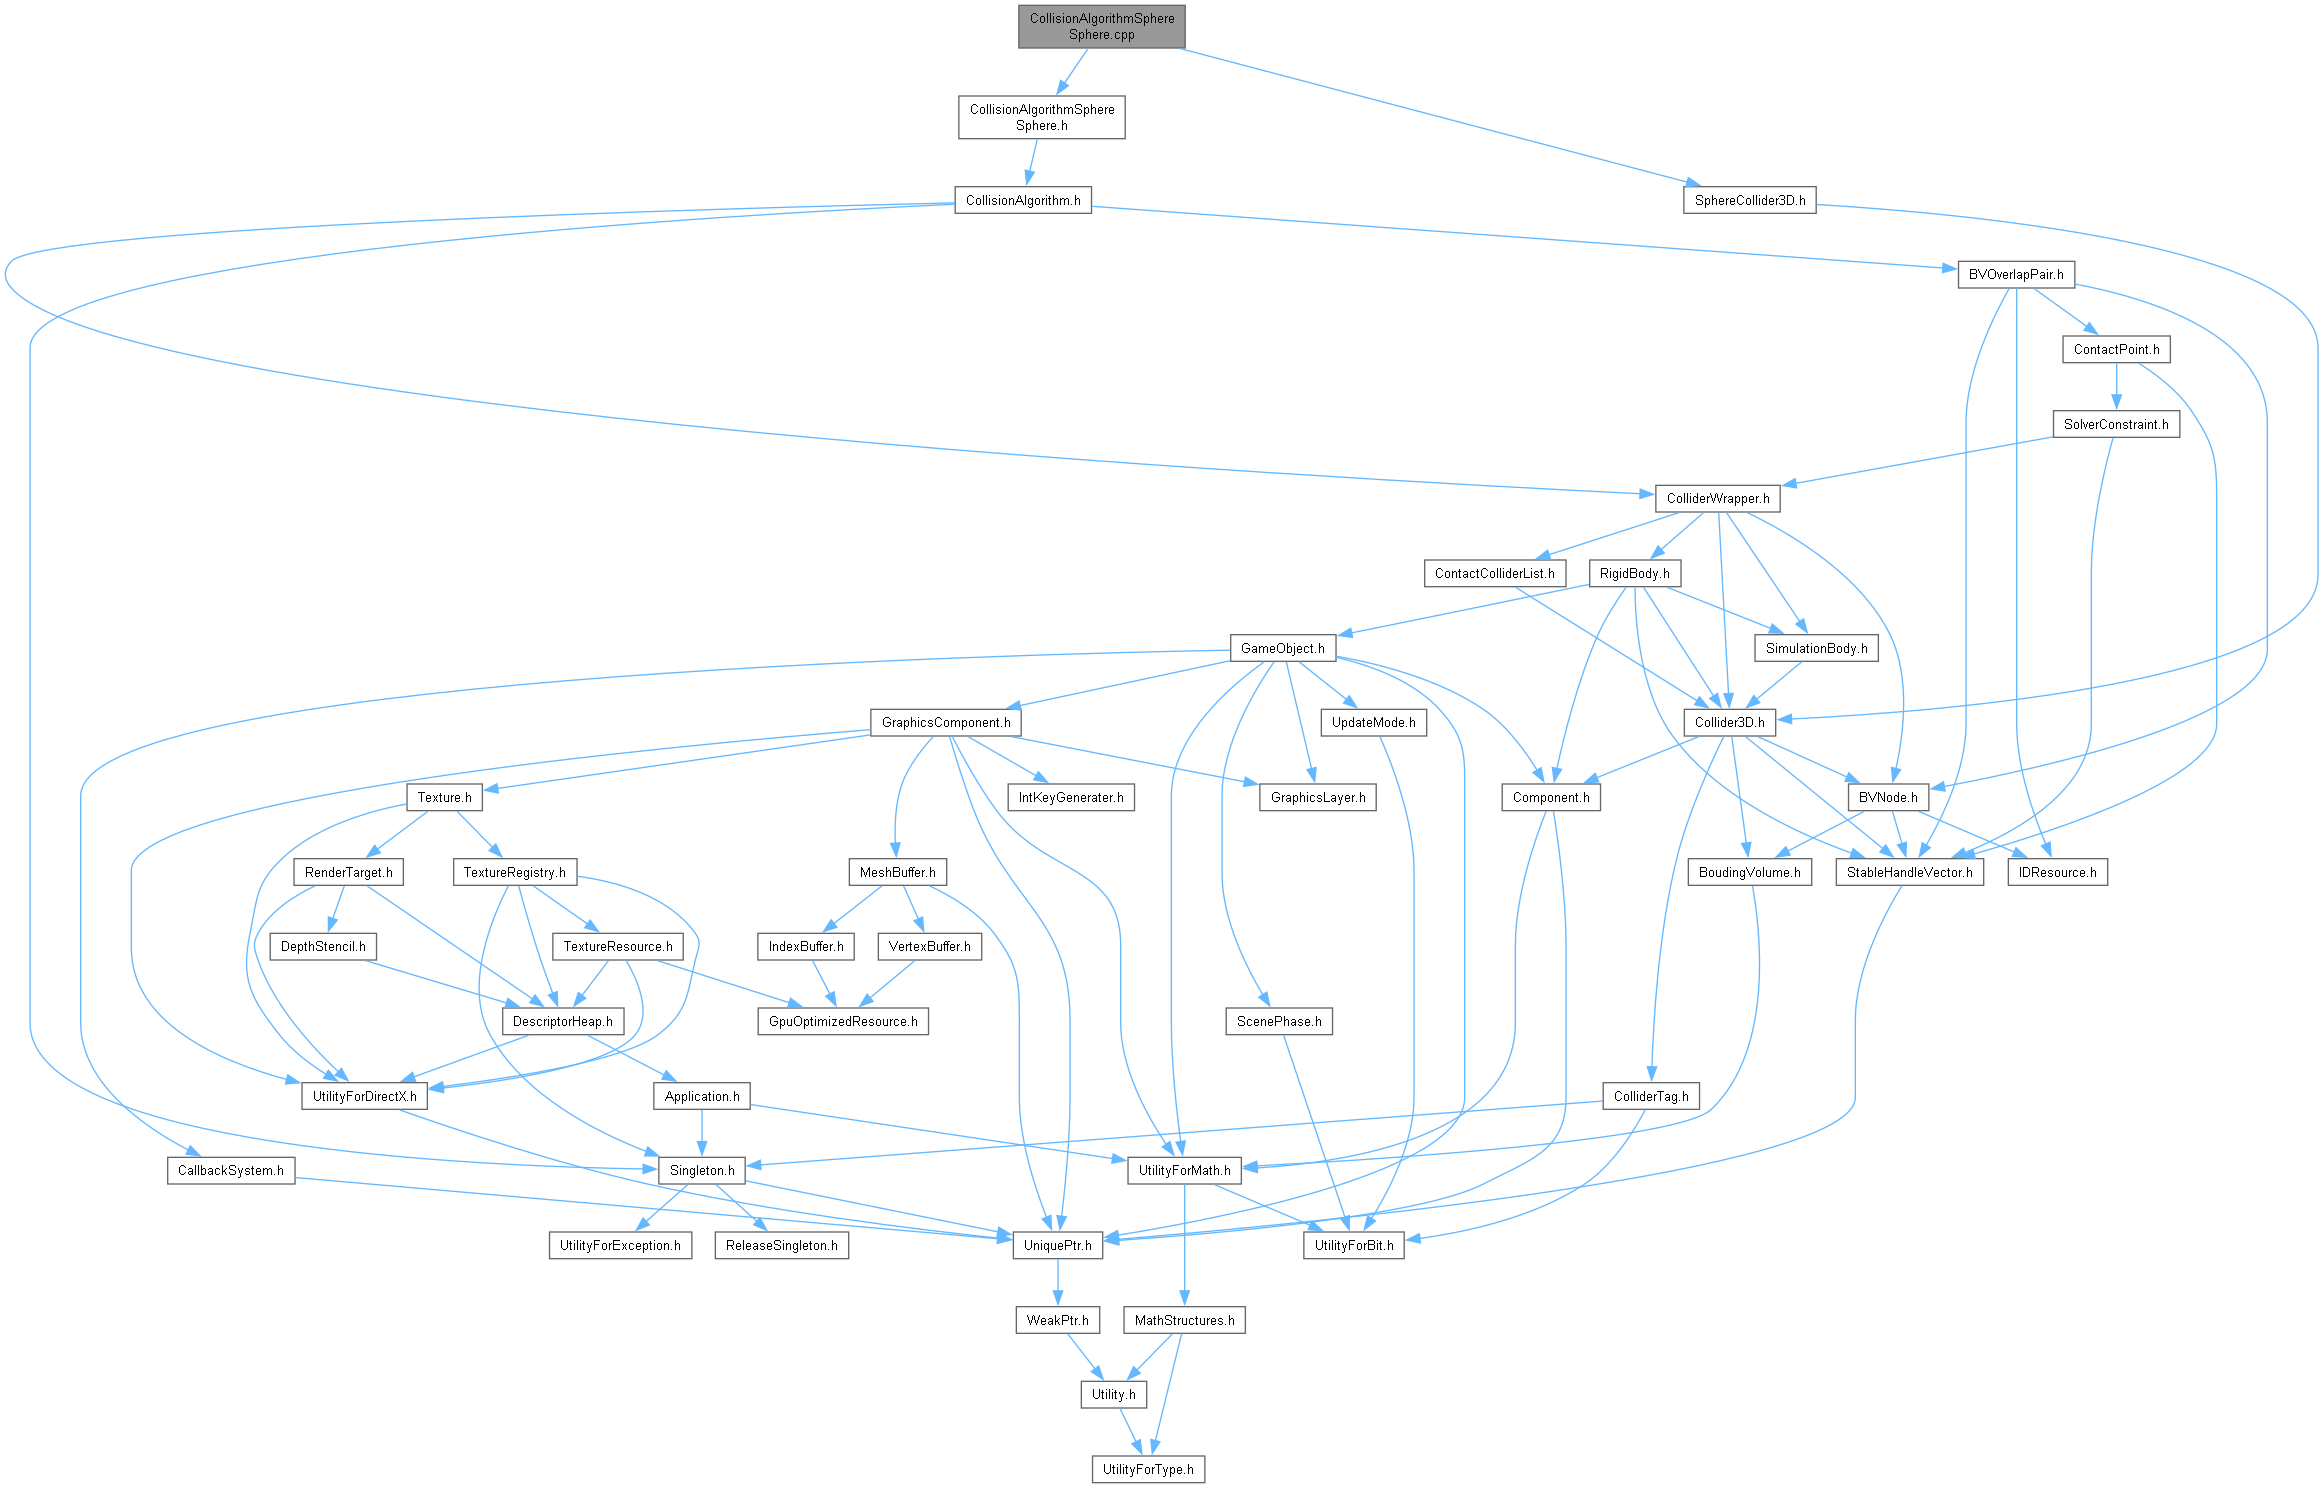 CollisionAlgorithmSphere
Sphere.cpp
CollisionAlgorithmSphere
Sphere.h
CollisionAlgorithm.h
SphereCollider3D.h
BVOverlapPair.h
ContactPoint.h
SolverConstraint.h
ColliderWrapper.h
ContactColliderList.h
RigidBody.h
GameObject.h
SimulationBody.h
GraphicsComponent.h
UpdateMode.h
Collider3D.h
Texture.h
IntKeyGenerater.h
GraphicsLayer.h
Component.h
BVNode.h
RenderTarget.h
TextureRegistry.h
MeshBuffer.h
BoudingVolume.h
StableHandleVector.h
IDResource.h
DepthStencil.h
TextureResource.h
IndexBuffer.h
VertexBuffer.h
DescriptorHeap.h
GpuOptimizedResource.h
ScenePhase.h
UtilityForDirectX.h
Application.h
ColliderTag.h
CallbackSystem.h
Singleton.h
UtilityForMath.h
UtilityForException.h
ReleaseSingleton.h
UniquePtr.h
UtilityForBit.h
WeakPtr.h
MathStructures.h
Utility.h
UtilityForType.h